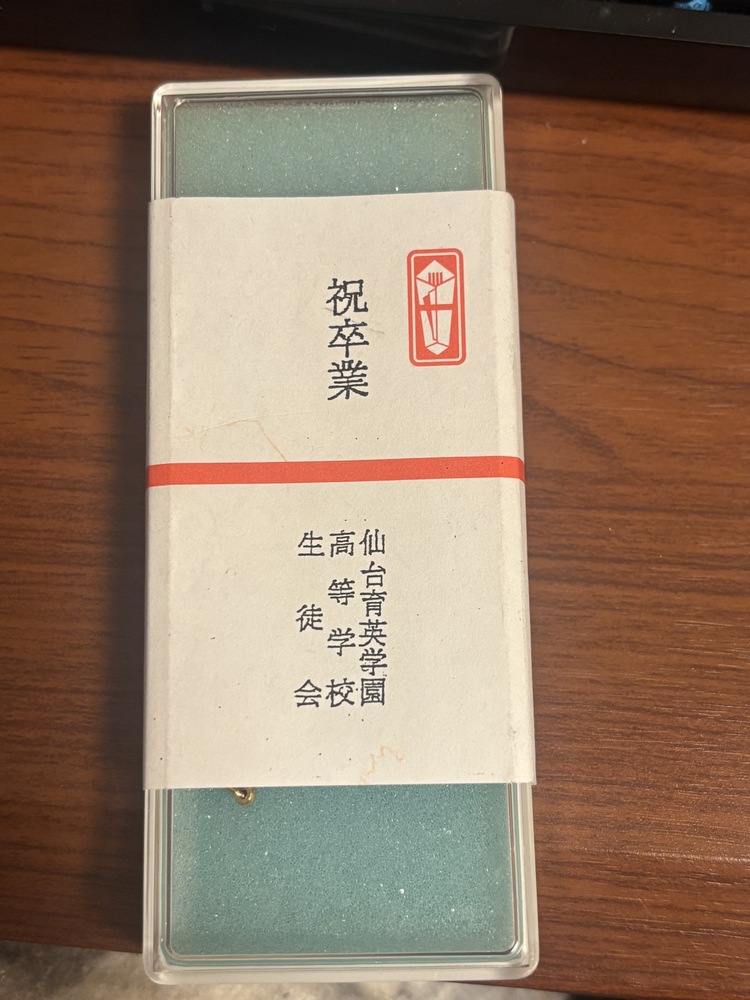 祝卒業
仙台育英学園
高等学校
生徒会